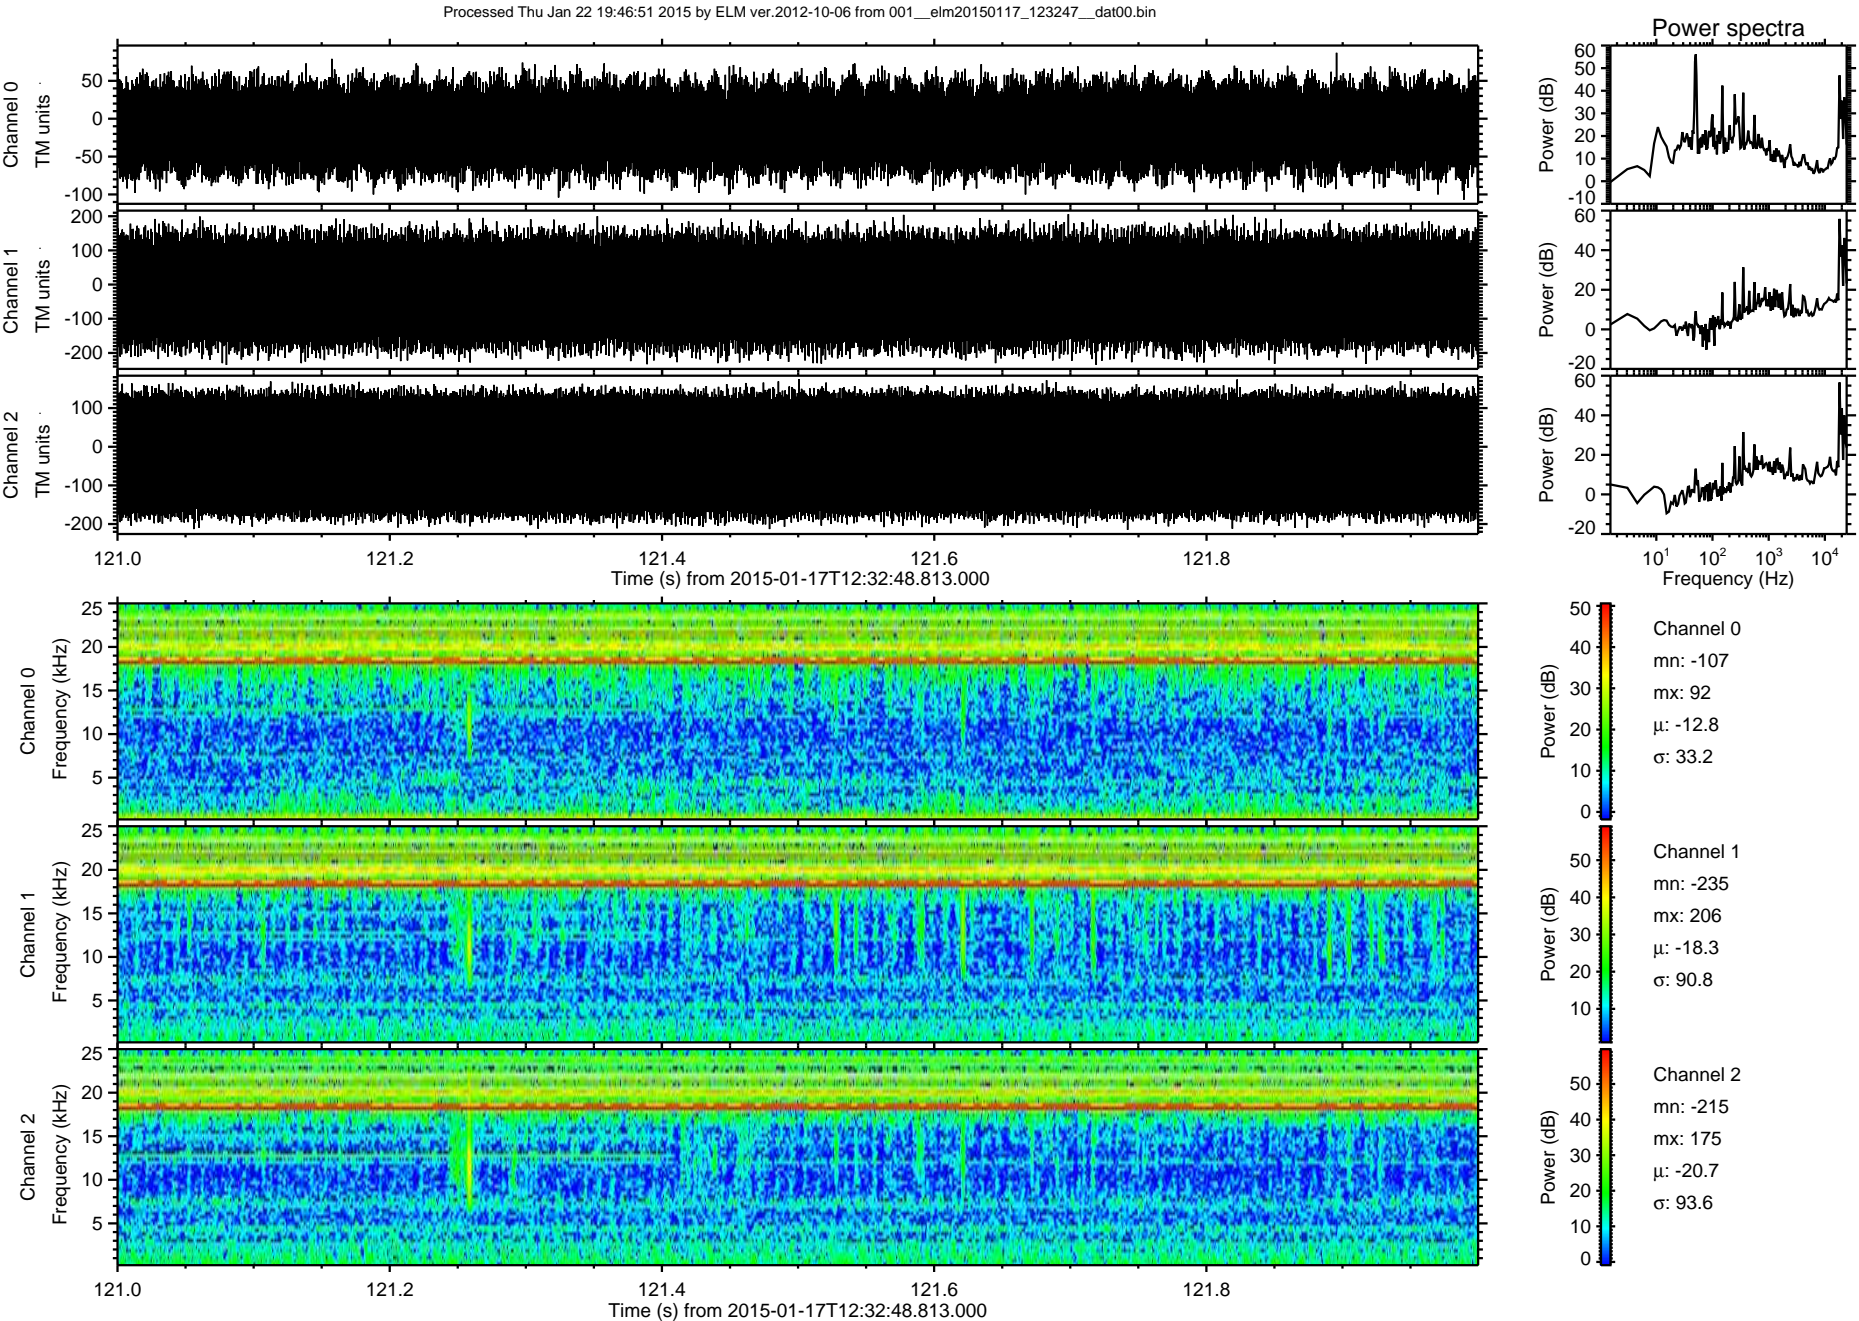 Processed Thu Jan 22 19:46:51 2015 by ELM ver.2012-10-06 from 001__elm20150117_123247__dat00.bin
Power spectra
Channel 0
TM units
50
0
-50
-100
Power (dB)
60
50
40
30
20
10
0
-10
Channel 1
TM units
200
100
0
-100
-200
Power (dB)
60
40
20
0
-20
Channel 2
TM units
100
0
-100
-200
Power (dB)
60
40
20
0
-20
121.0 121.2 121.4 121.6 121.8
Time (s) from 2015-01-17T12:32:48.813.000
10^1 10^2 10^3 10^4
Frequency (Hz)
Channel 0
Frequency (kHz)
25
20
15
10
5
Power (dB)
50
40
30
20
10
0
Channel 0
mn: -107
mx: 92
μ: -12.8
σ: 33.2
Channel 1
Frequency (kHz)
25
20
15
10
5
Power (dB)
50
40
30
20
10
Channel 1
mn: -235
mx: 206
μ: -18.3
σ: 90.8
Channel 2
Frequency (kHz)
25
20
15
10
5
Power (dB)
50
40
30
20
10
0
Channel 2
mn: -215
mx: 175
μ: -20.7
σ: 93.6
121.0 121.2 121.4 121.6 121.8
Time (s) from 2015-01-17T12:32:48.813.000